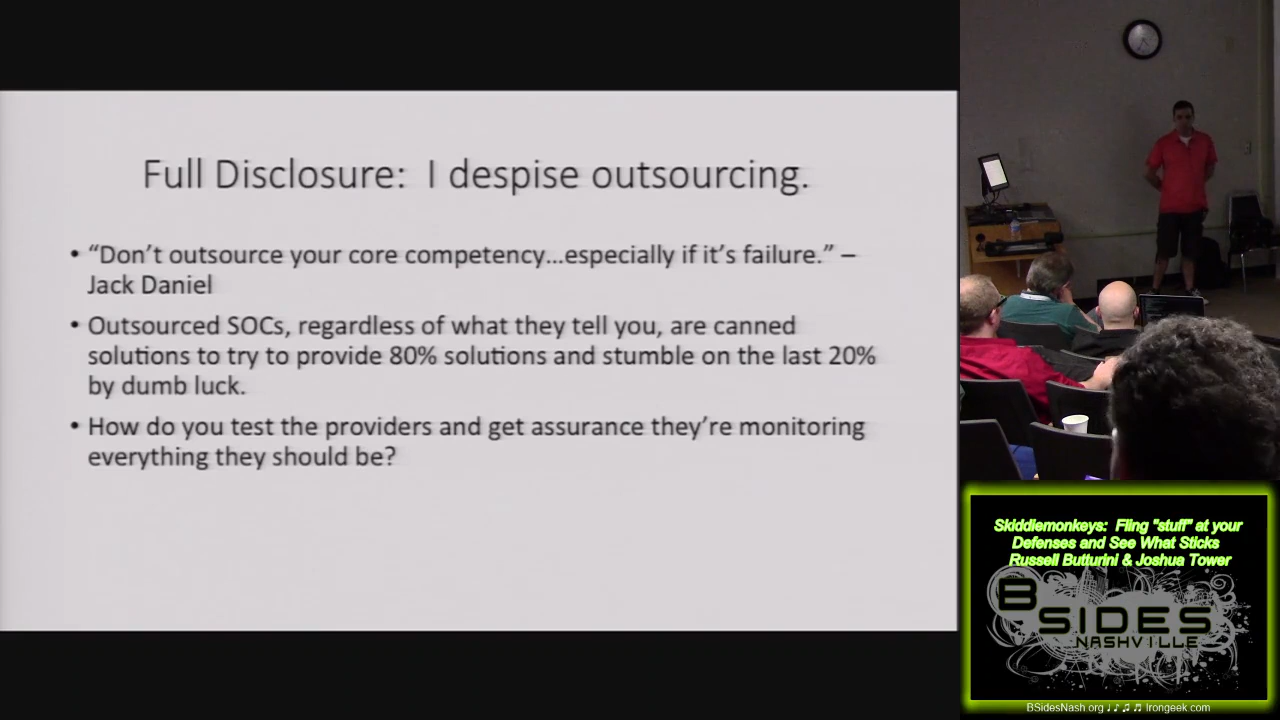 Full Disclosure: I despise outsourcing.
• “Don’t outsource your core competency...especially if it’s failure.” –
Jack Daniel
• Outsourced SOCs, regardless of what they tell you, are canned
solutions to try to provide 80% solutions and stumble on the last 20%
by dumb luck.
• How do you test the providers and get assurance they’re monitoring
everything they should be?
Skiddiemonkeys: Fling "stuff" at your
Defenses and See What Sticks
Russell Butturini & Joshua Tower
BSIDES
NASHVILLE
BSidesNash.org ♩♪♫♬ Irongeek.com